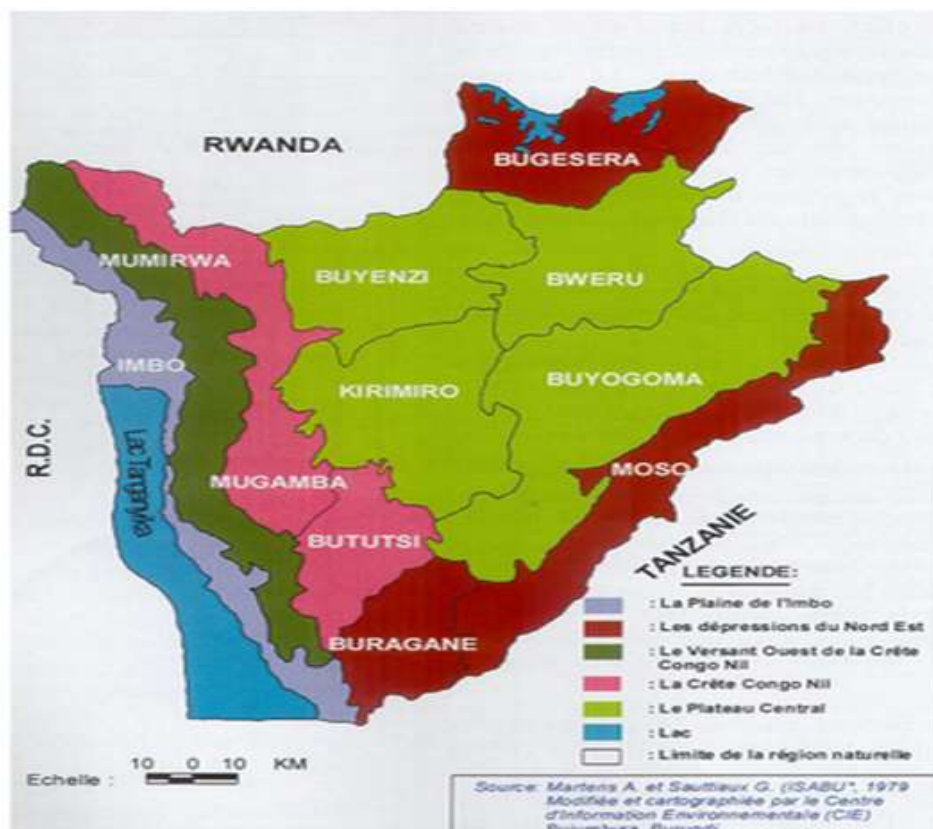 RWANDA
BUGESERA
MUMIRWA
BUYENZI
BWERU
IMBO
KIRIMIRO
BUYOGOMA
R.D.C.
Lac Tanganyika
MUGAMBA
MOSO
BUTUTSI
TANZANIE
BURAGANE
LEGENDE:
: La Plaine de l'Imbo
: Les dépressions du Nord Est
: Le Versant Ouest de la Crête
Congo Nil
: La Crête Congo Nil
: Le Plateau Central
: Lac
: Limite de la région naturelle
Echelle : 10 0 10 KM
Source: Martens A. et Sauttiaux G. (ISABU", 1979
Modifiée et cartographiée par le Centre
d'Information Environnementale (CIE)
Bujumbura, Burundi